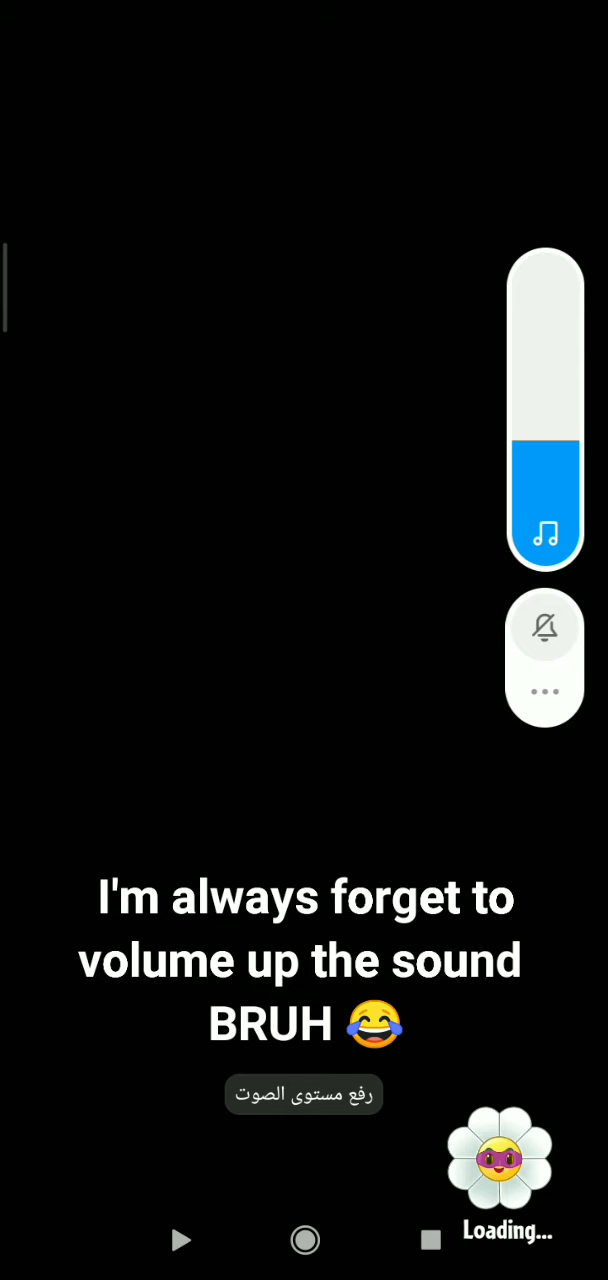 I'm always forget to
volume up the sound
BRUH 😂
رفع مستوى الصوت
Loading...